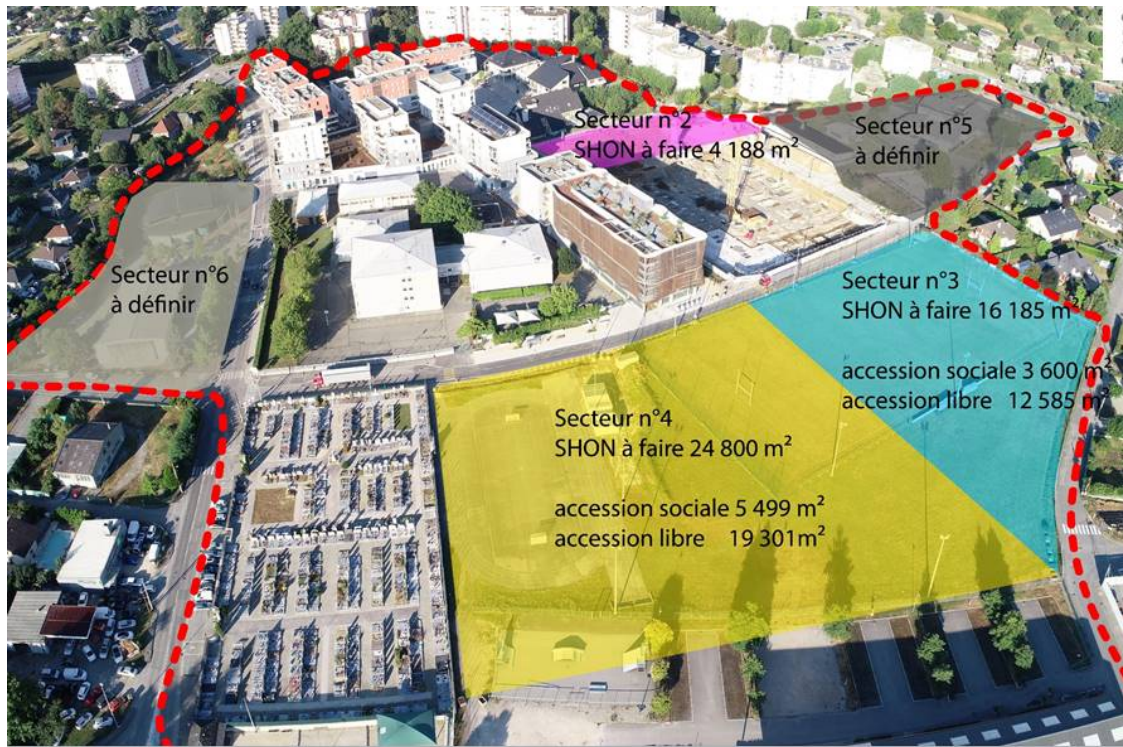 Secteur n°2
SHON à faire 4 188 m²
Secteur n°5
à définir
Secteur n°6
à définir
Secteur n°3
SHON à faire 16 185 m²
accession sociale 3 600 m²
accession libre 12 585 m²
Secteur n°4
SHON à faire 24 800 m²
accession sociale 5 499 m²
accession libre 19 301m²